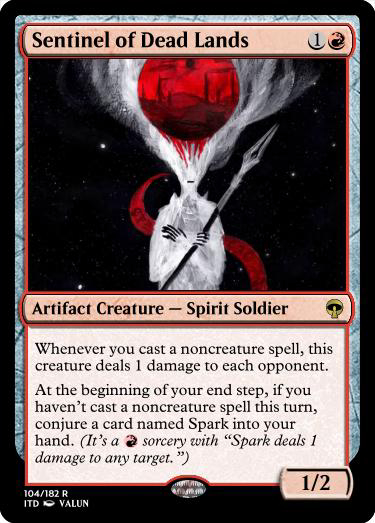 Sentinel of Dead Lands 1
Artifact Creature — Spirit Soldier
Whenever you cast a noncreature spell, this
creature deals 1 damage to each opponent.
At the beginning of your end step, if you
haven't cast a noncreature spell this turn,
conjure a card named Spark into your
hand. (It's a sorcery with “Spark deals 1
damage to any target.”)
1/2
104/182 R
ITD VALUN